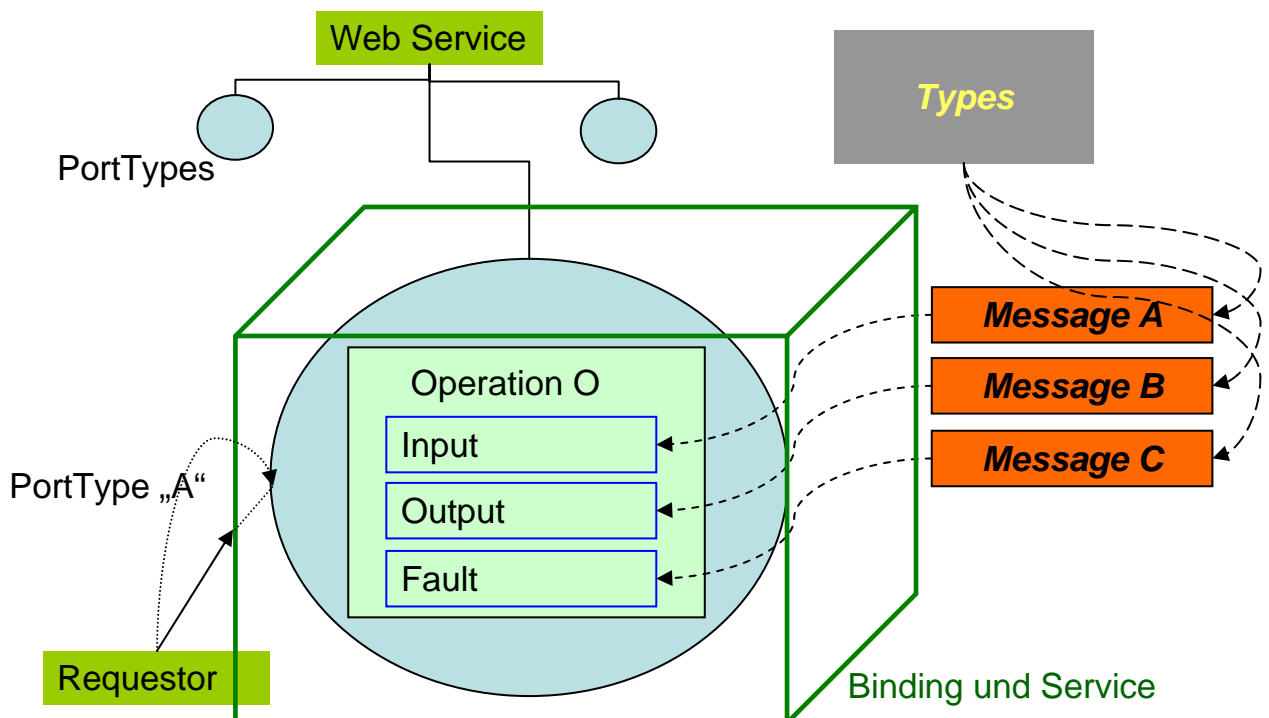 Web Service
Types
PortTypes
Message A
Operation O
Message B
Input
Message C
PortType „A“
Output
Fault
Requestor
Binding und Service